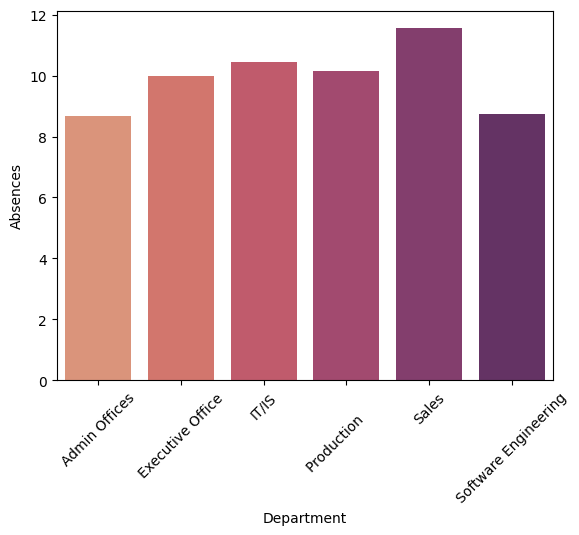 12
10
8
6
4
2
0
Absences
Admin Offices
Executive Office
IT/IS
Production
Sales
Software Engineering
Department